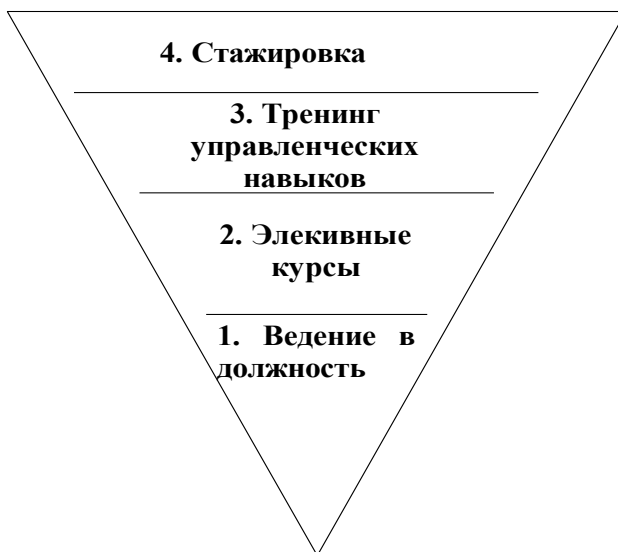 4. Стажировка
3. Тренинг
управленческих
навыков
2. Элекивные
курсы
1. Ведение в
должность